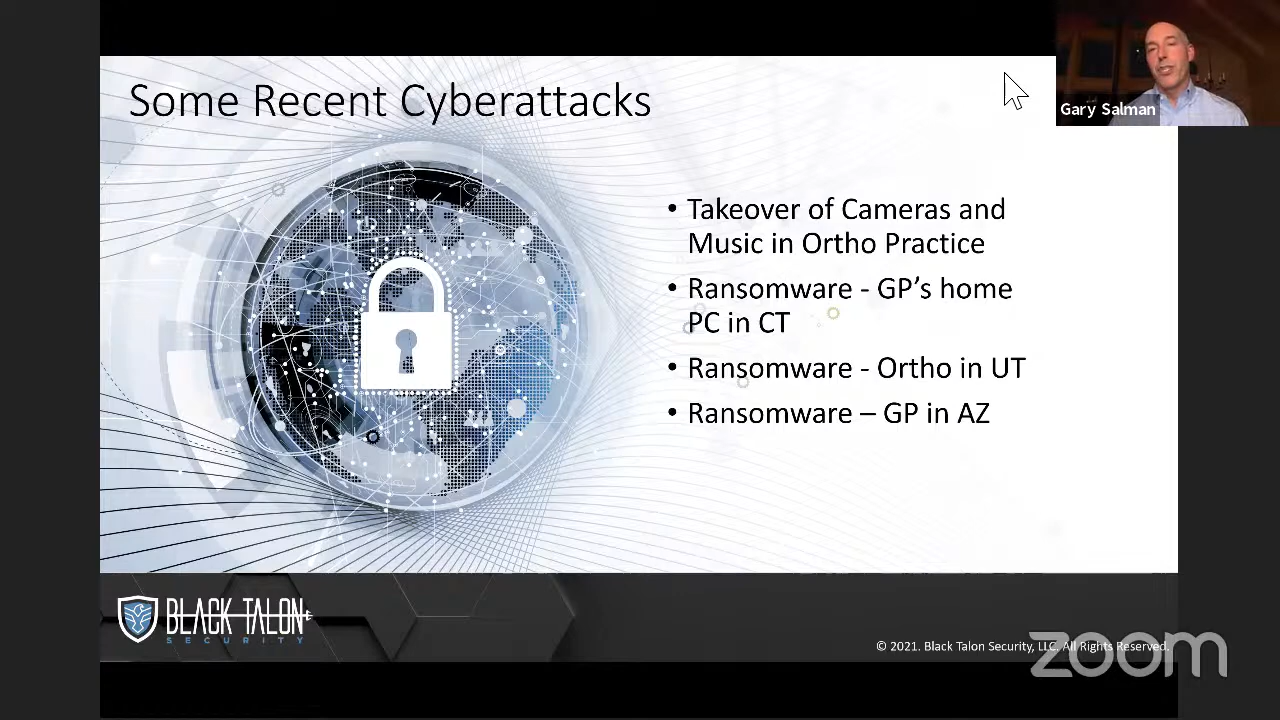 Some Recent Cyberattacks
Gary Salman
• Takeover of Cameras and
Music in Ortho Practice
• Ransomware - GP’s home
PC in CT
• Ransomware - Ortho in UT
• Ransomware – GP in AZ
BLACK TALON
SECURITY
© 2021. Black Talon Security, LLC. All Rights Reserved.
zoom